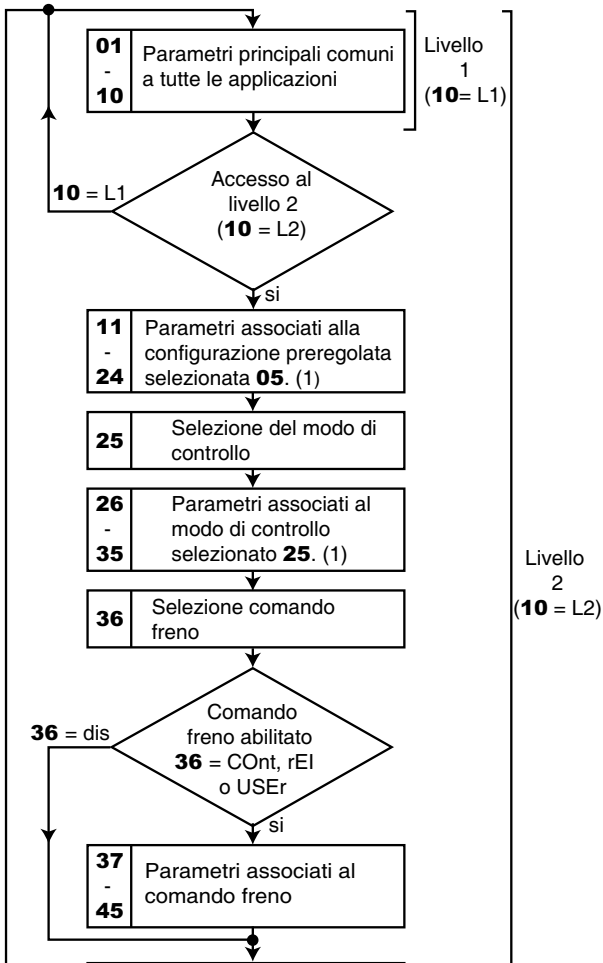 01
-
10
Parametri principali comuni
a tutte le applicazioni
Livello
1
(10= L1)
10 = L1
Accesso al
livello 2
(10 = L2)
si
11
-
24
Parametri associati alla
configurazione preregolata
selezionata 05. (1)
25
Selezione del modo di
controllo
26
-
35
Parametri associati al
modo di controllo
selezionato 25. (1)
Livello
2
(10 = L2)
36
Selezione comando
freno
36 = dis
Comando
freno abilitato
36 = COnt, rEI
o USEr
si
37
-
45
Parametri associati al
comando freno